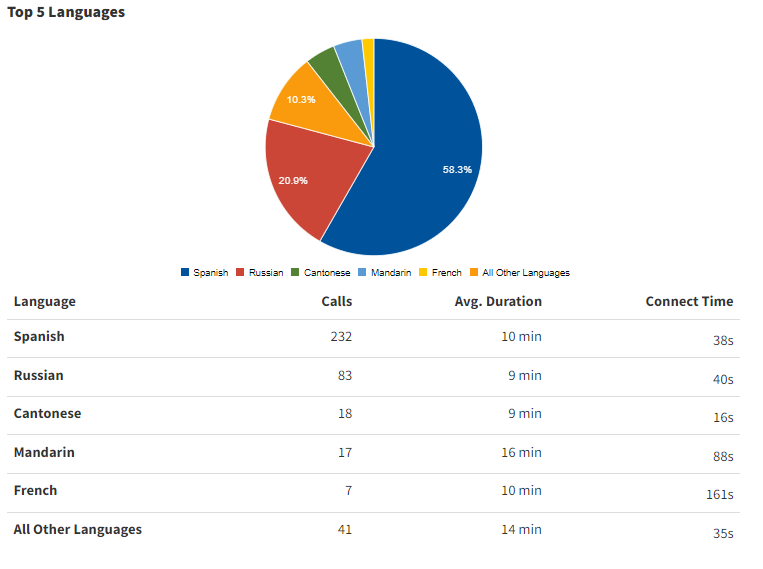 Top 5 Languages
10.3%
58.3%
20.9%
Spanish Russian Cantonese Mandarin French All Other Languages
Language Calls Avg. Duration Connect Time
Spanish 232 10 min 38s
Russian 83 9 min 40s
Cantonese 18 9 min 16s
Mandarin 17 16 min 88s
French 7 10 min 161s
All Other Languages 41 14 min 35s